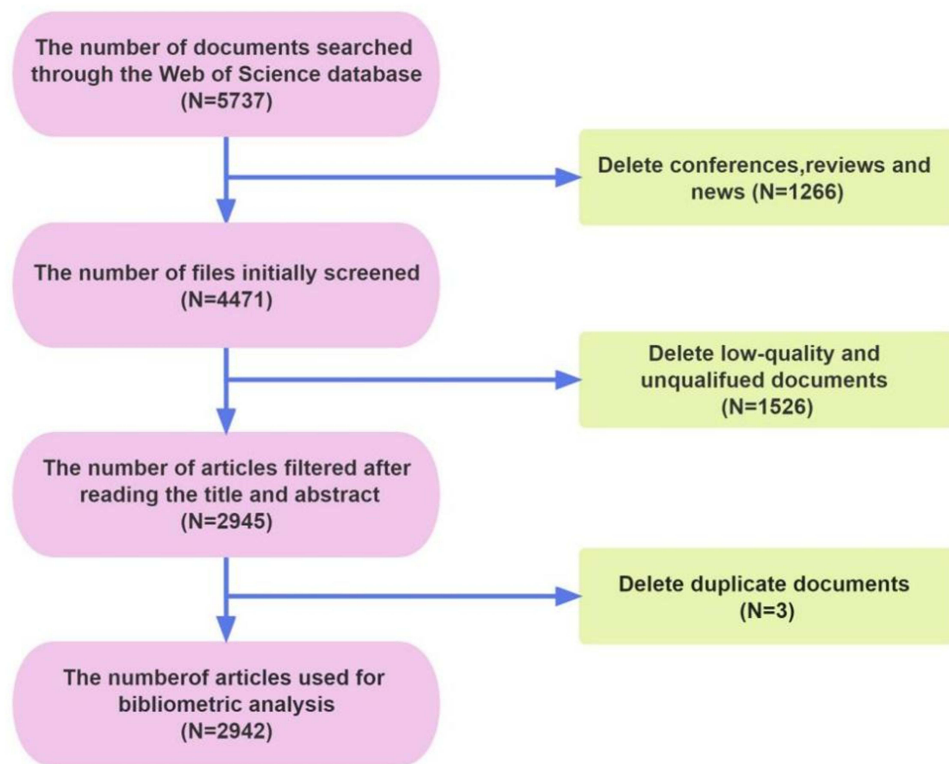 The number of documents searched
through the Web of Science database
(N=5737)
Delete conferences,reviews and
news (N=1266)
The number of files initially screened
(N=4471)
Delete low-quality and
unqualifued documents
(N=1526)
The number of articles filtered after
reading the title and abstract
(N=2945)
Delete duplicate documents
(N=3)
The numberof articles used for
bibliometric analysis
(N=2942)